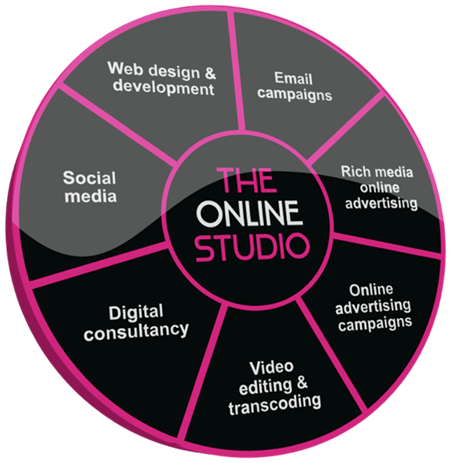 Web design &
development
Email
campaigns
Rich media
online
advertising
Online
advertising
campaigns
Video
editing &
transcoding
Digital
consultancy
Social
media
THE
ONLINE
STUDIO